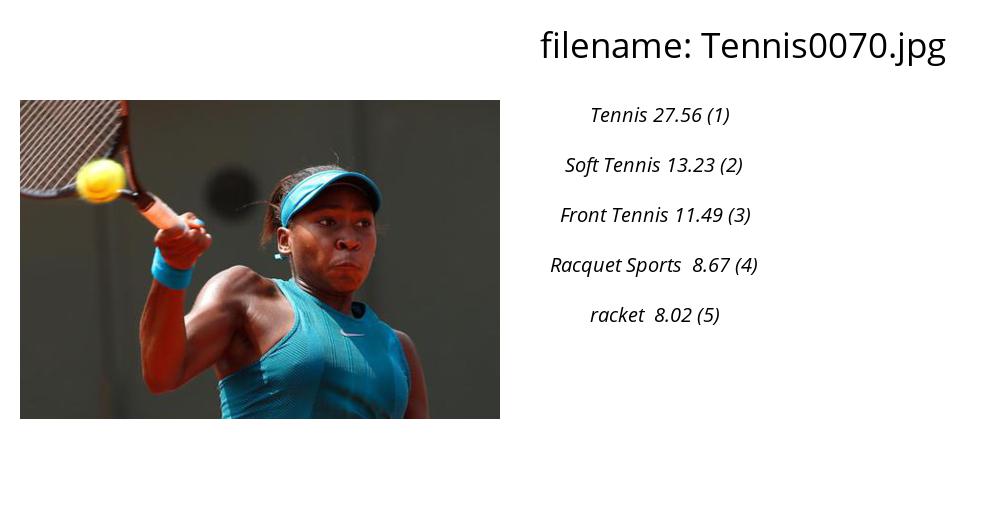 filename: Tennis0070.jpg
Tennis 27.56 (1)
Soft Tennis 13.23 (2)
Front Tennis 11.49 (3)
Racquet Sports  8.67 (4)
racket  8.02 (5)